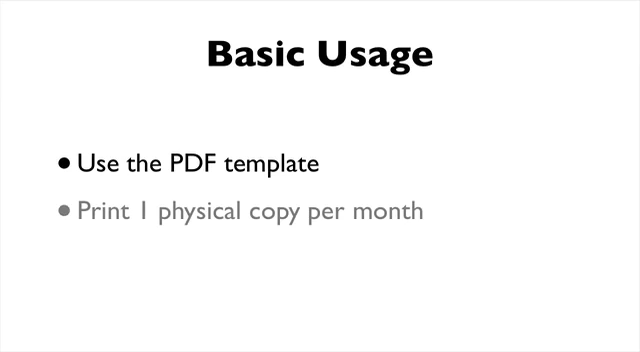 Basic Usage
• Use the PDF template
• Print 1 physical copy per month